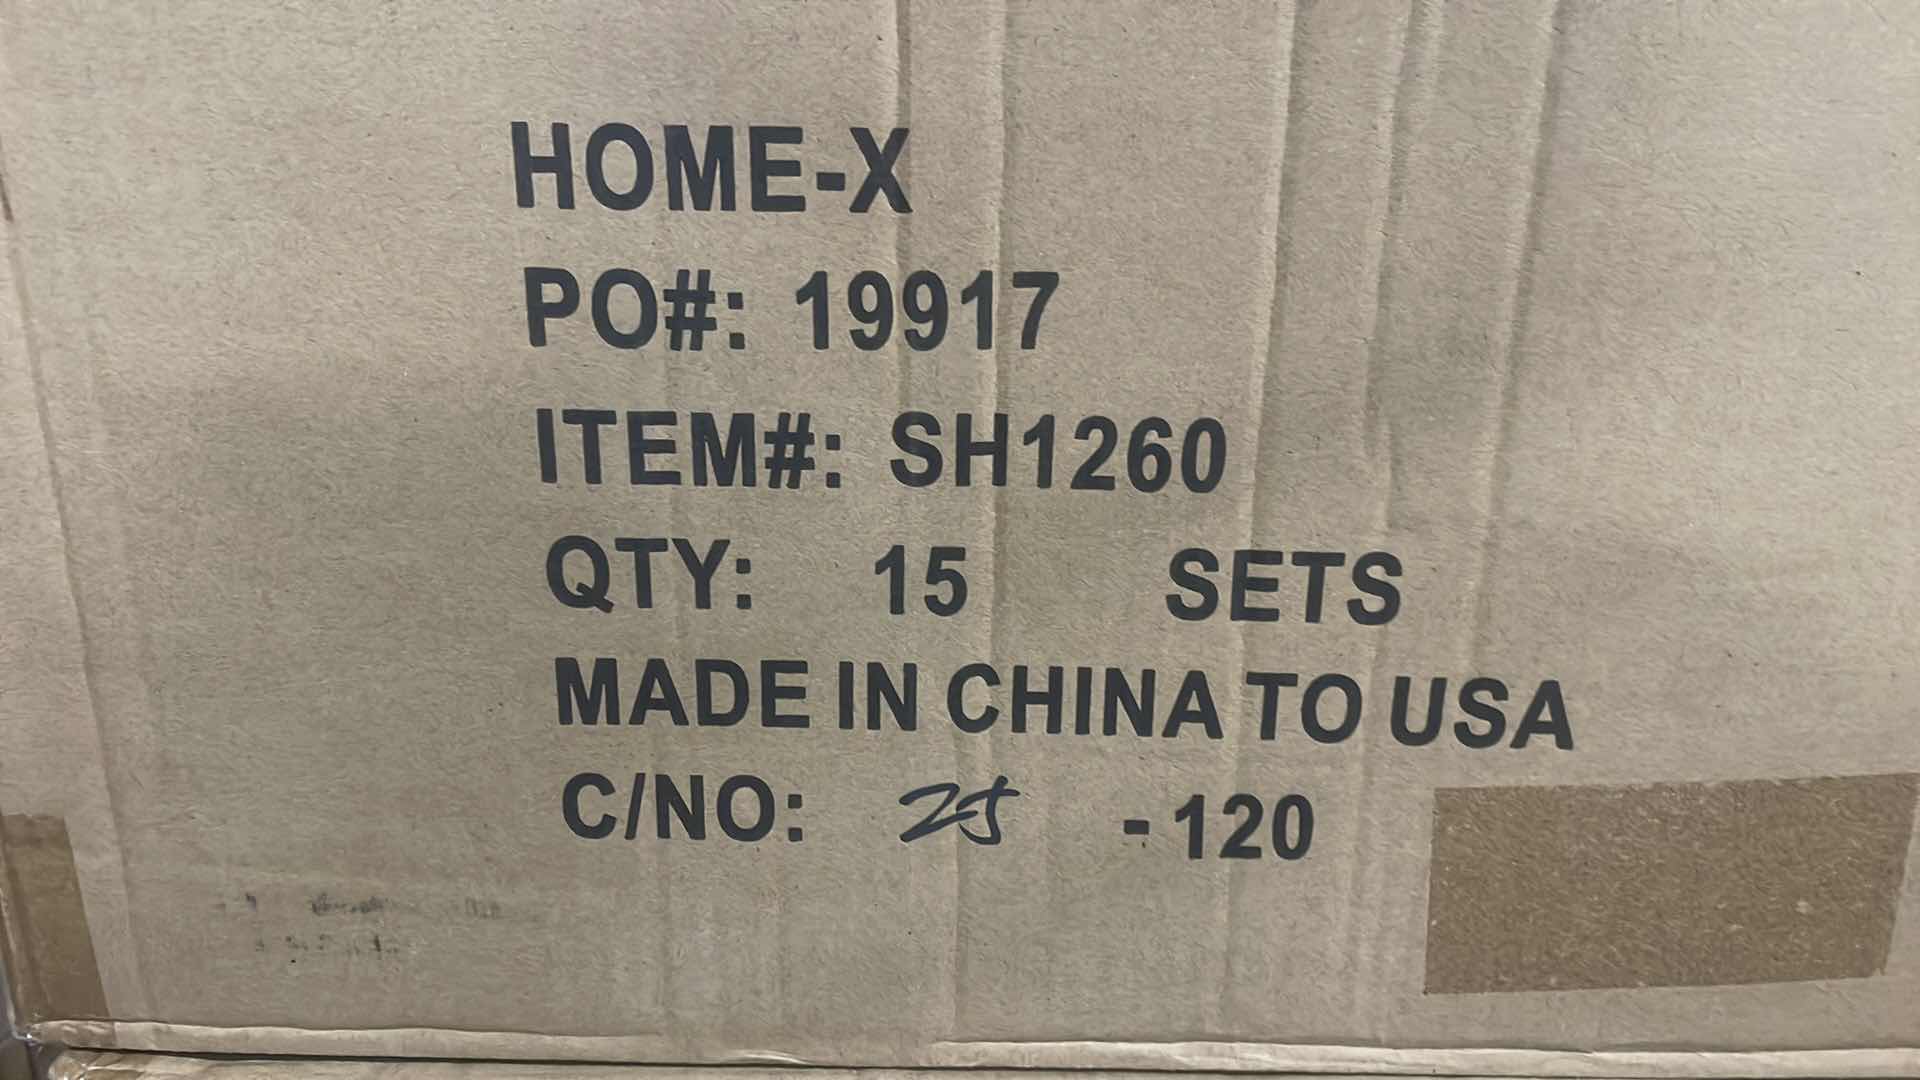 HOME-X
PO#: 19917
ITEM#: SH1260
QTY: 15 SETS
MADE IN CHINA TO USA
C/NO: 25 -120